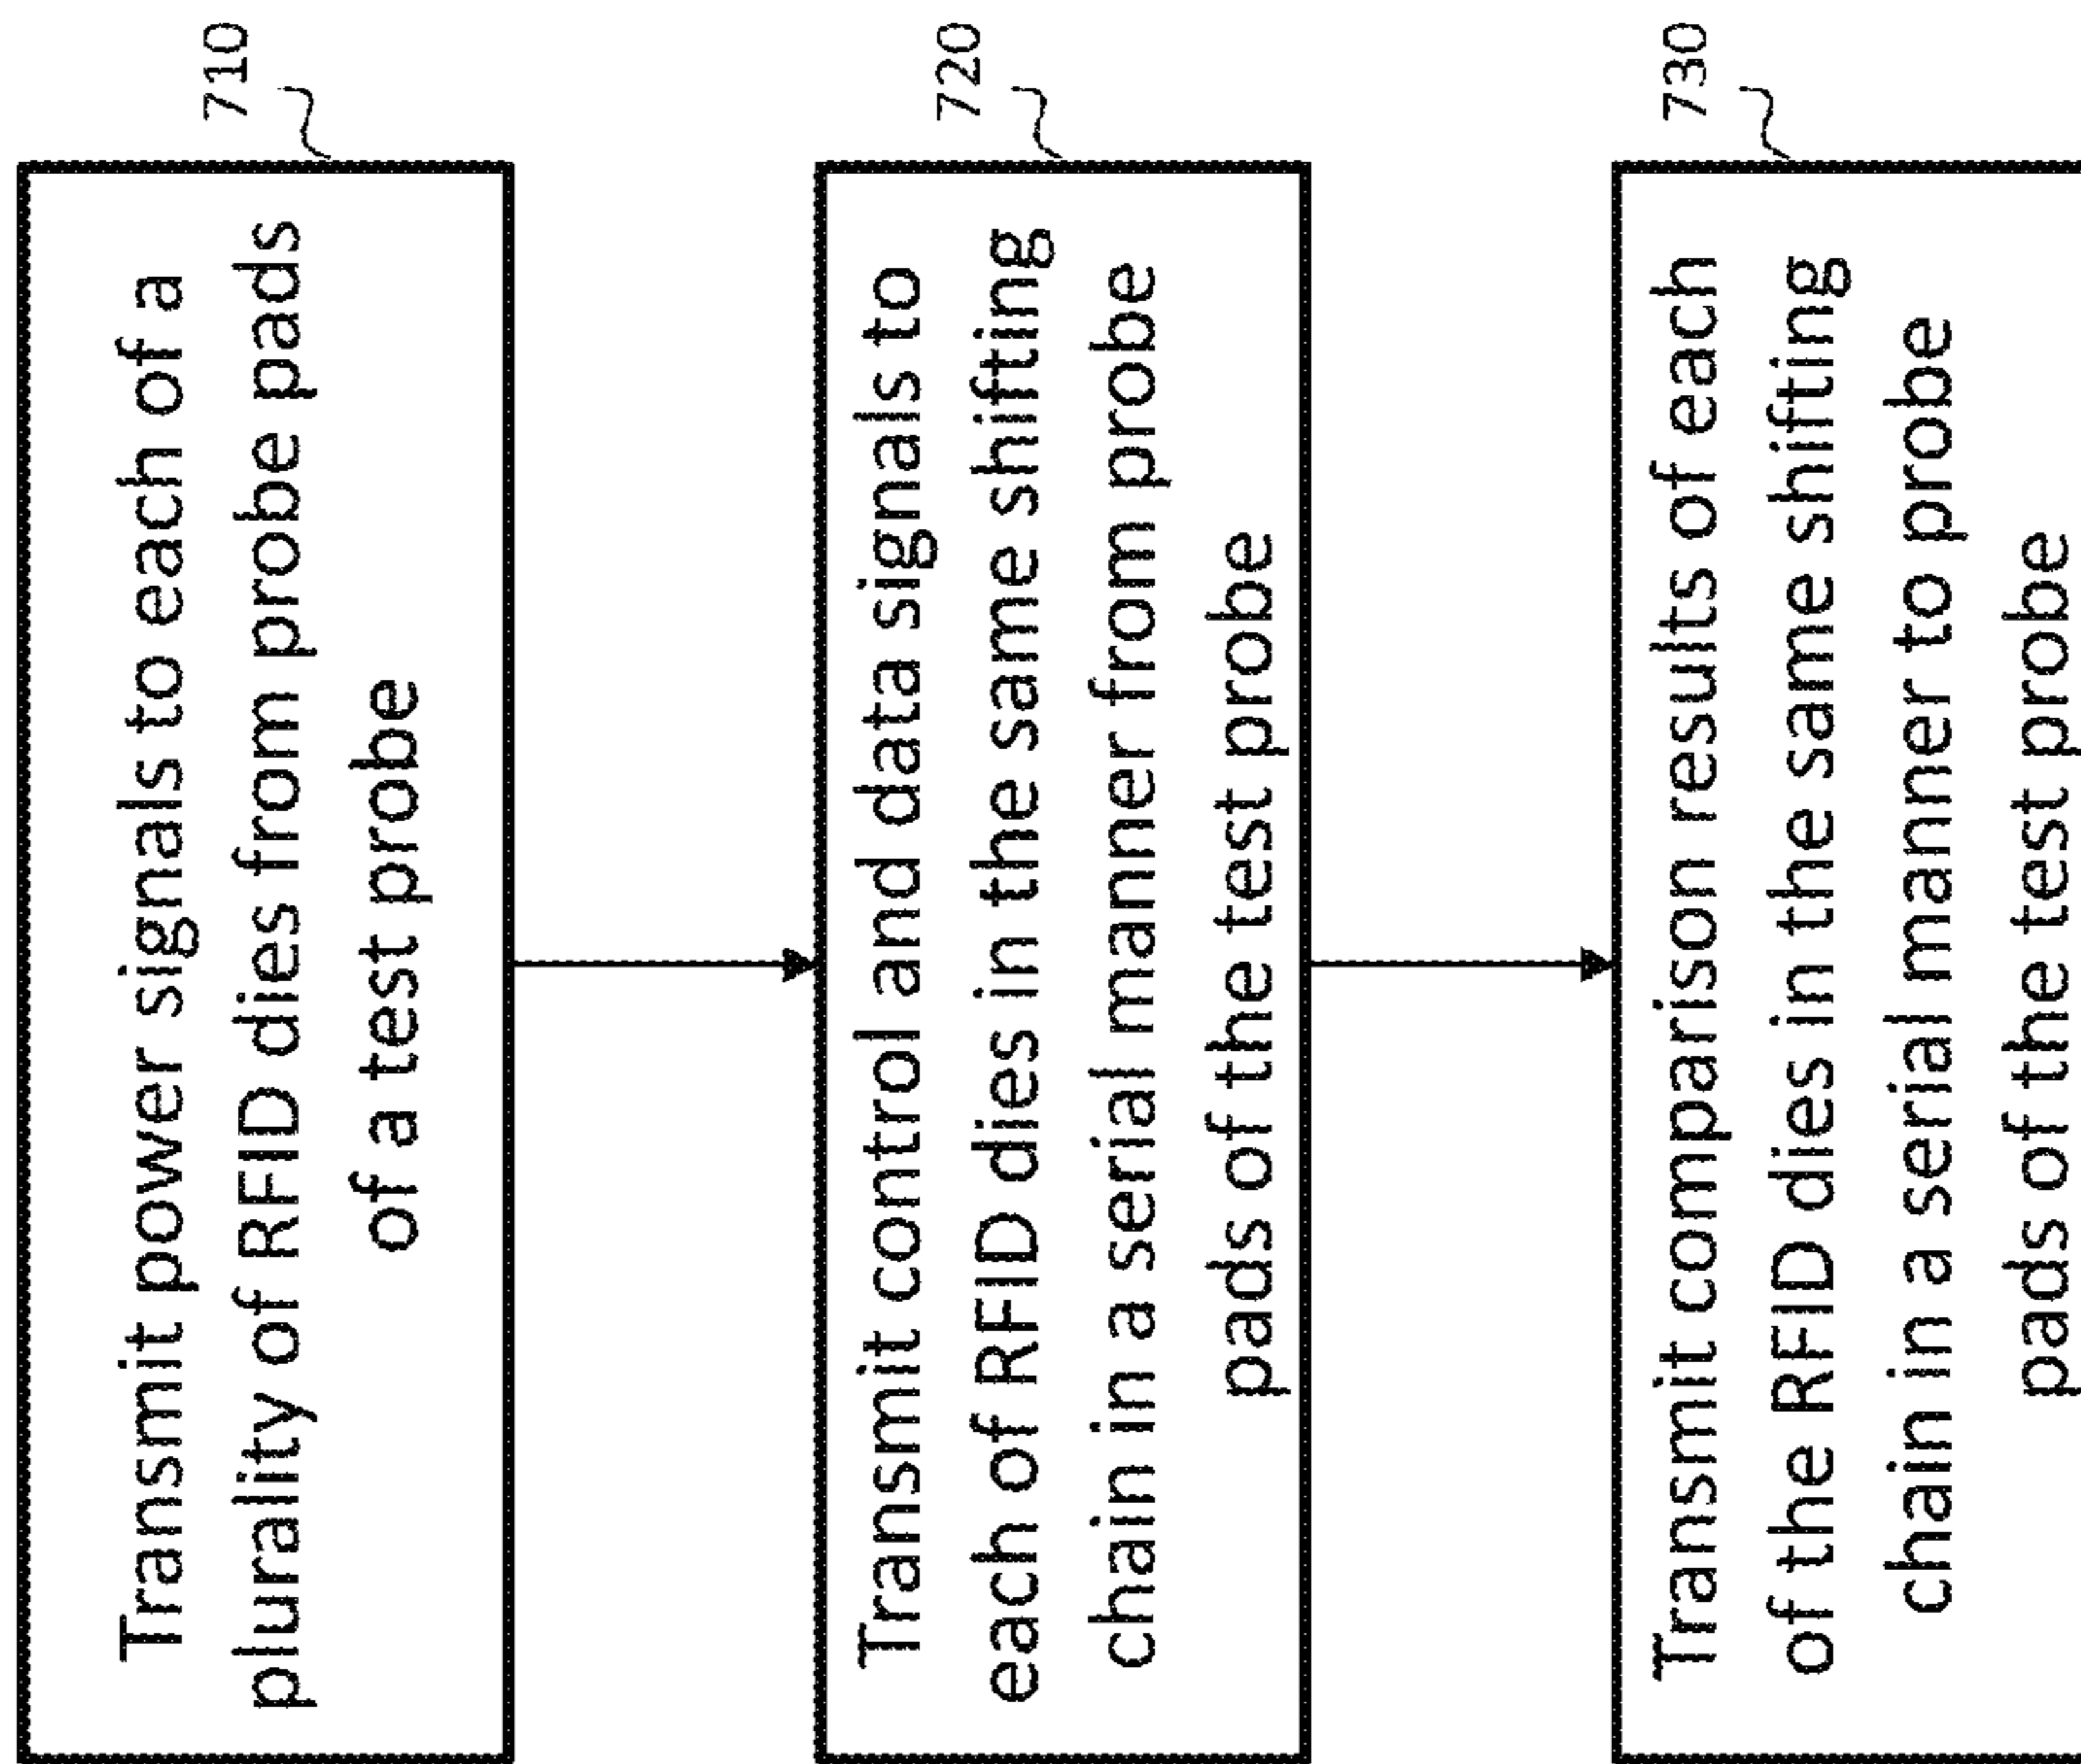 710
Transmit power signals to each of a
plurality of RFID dies from probe pads
of a test probe
720
Transmit control and data signals to
each of RFID dies in the same shifting
chain in a serial manner from probe
pads of the test probe
730
Transmit comparison results of each
of the RFID dies in the same shifting
chain in a serial manner to probe
pads of the test probe